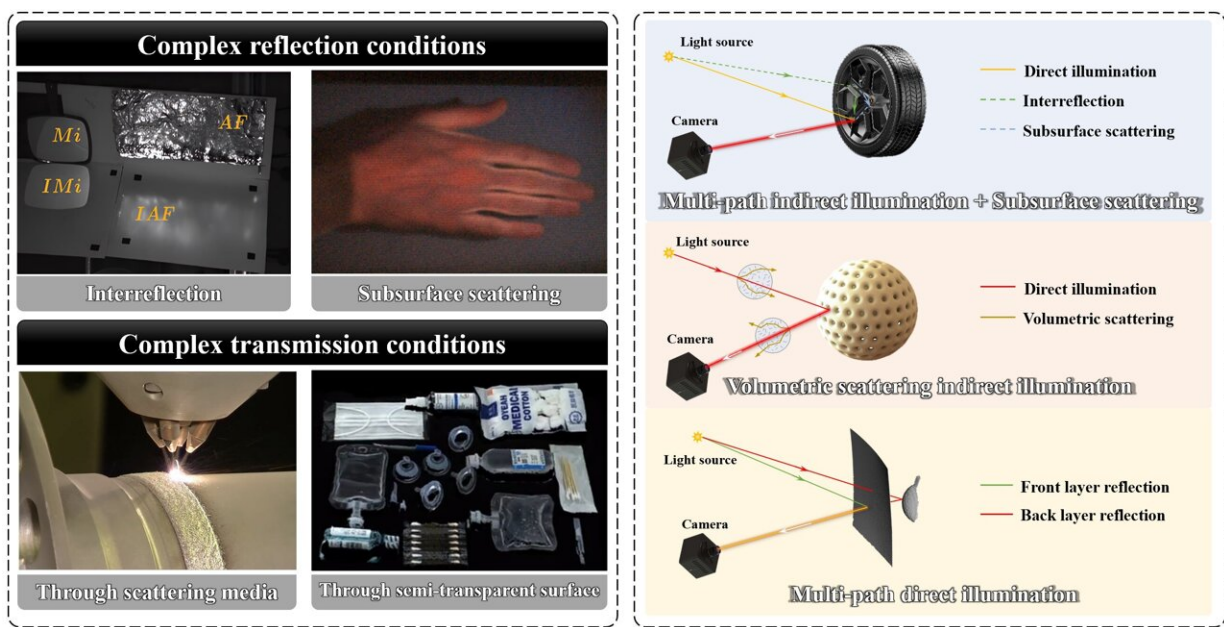 Complex reflection conditions
Mi
AF
IMi
IAF
Interreflection
Subsurface scattering
Complex transmission conditions
MEDICAL
COTTON
Through scattering media
Through semi-transparent surface
Light source
Camera
Direct illumination
Interreflection
Subsurface scattering
Multi-path indirect illumination + Subsurface scattering
Light source
Camera
Direct illumination
Volumetric scattering
Volumetric scattering indirect illumination
Light source
Camera
Front layer reflection
Back layer reflection
Multi-path direct illumination